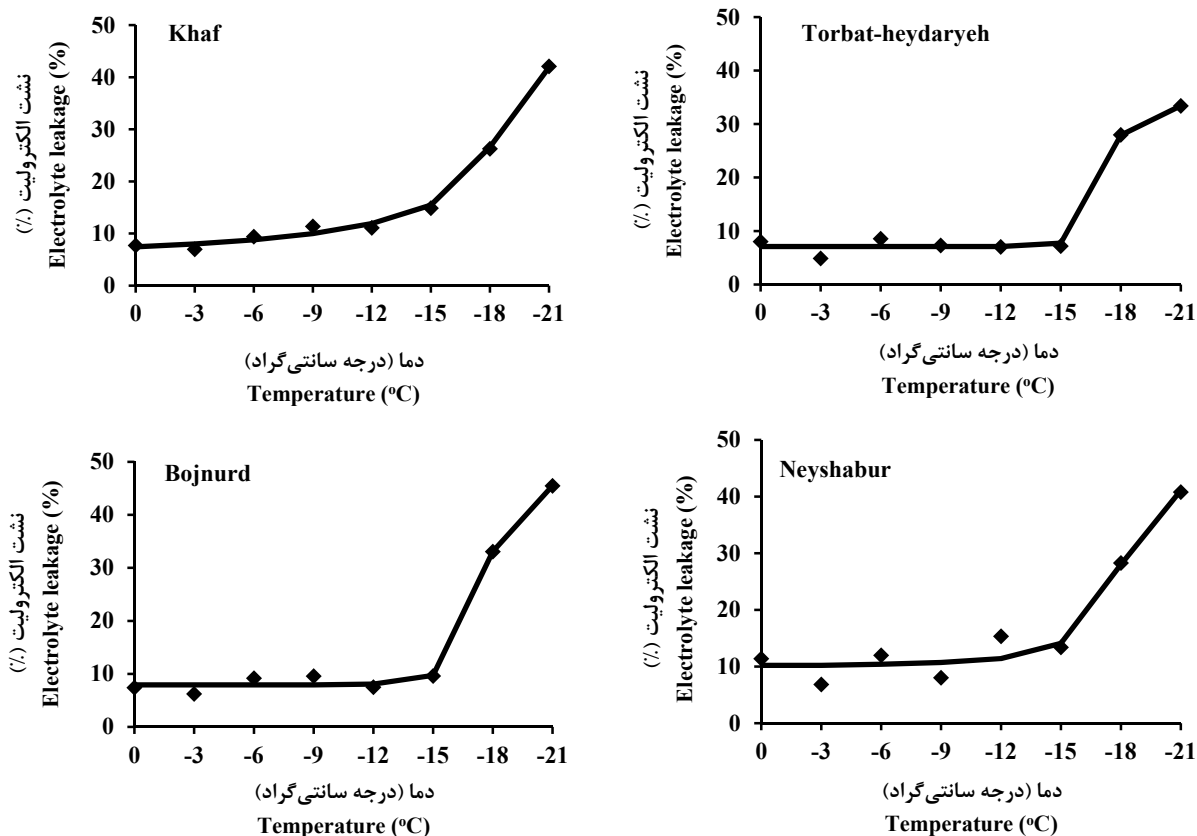 Khaf
نشت الکترولیت (٪)
Electrolyte leakage (%)
50
40
30
20
10
0
0 -3 -6 -9 -12 -15 -18 -21
دما (درجه سانتی‌گراد)
Temperature (ºC)
Torbat-heydaryeh
نشت الکترولیت (٪)
Electrolyte leakage (%)
50
40
30
20
10
0
0 -3 -6 -9 -12 -15 -18 -21
دما (درجه سانتی‌گراد)
Temperature (ºC)
Bojnurd
نشت الکترولیت (٪)
Electrolyte leakage (%)
50
40
30
20
10
0
0 -3 -6 -9 -12 -15 -18 -21
دما (درجه سانتی‌گراد)
Temperature (ºC)
Neyshabur
نشت الکترولیت (٪)
Electrolyte leakage (%)
50
40
30
20
10
0
0 -3 -6 -9 -12 -15 -18 -21
دما (درجه سانتی‌گراد)
Temperature (ºC)